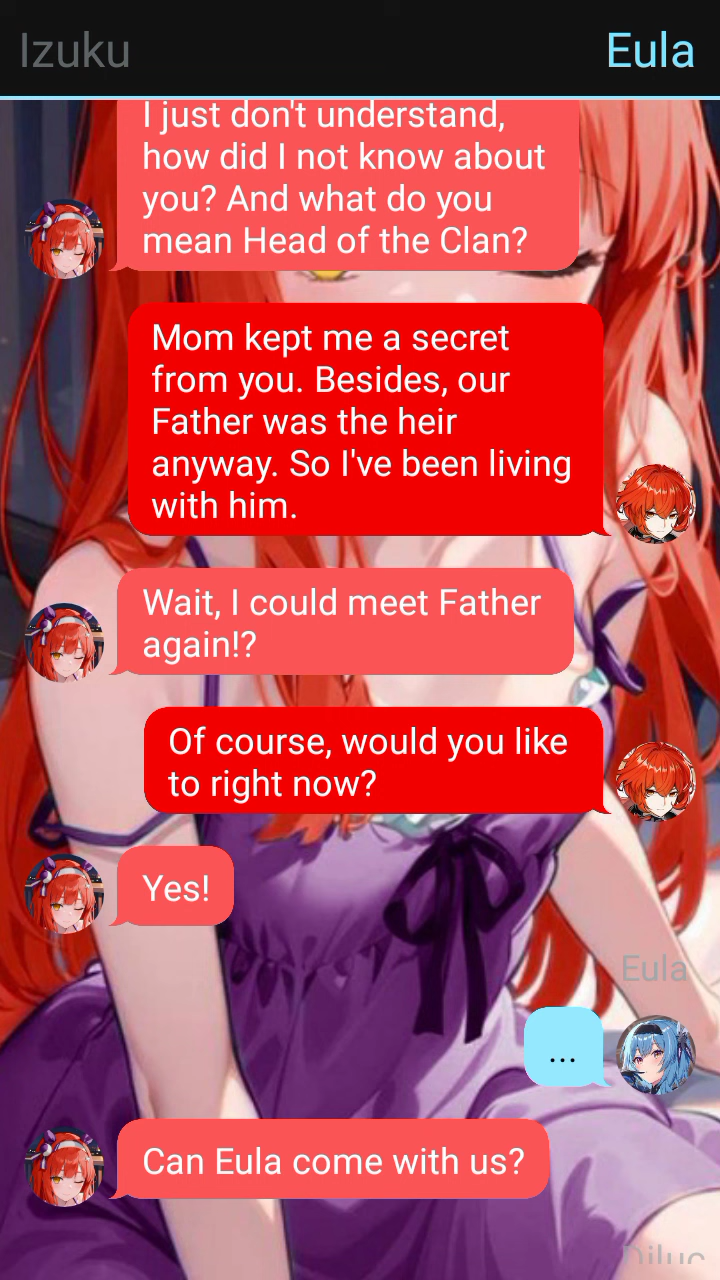 Izuku
Eula
I just don't understand,
how did I not know about
you? And what do you
mean Head of the Clan?
Mom kept me a secret
from you. Besides, our
Father was the heir
anyway. So I've been living
with him.
Wait, I could meet Father
again!?
Of course, would you like
to right now?
Yes!
Eula
...
Can Eula come with us?
Diluc